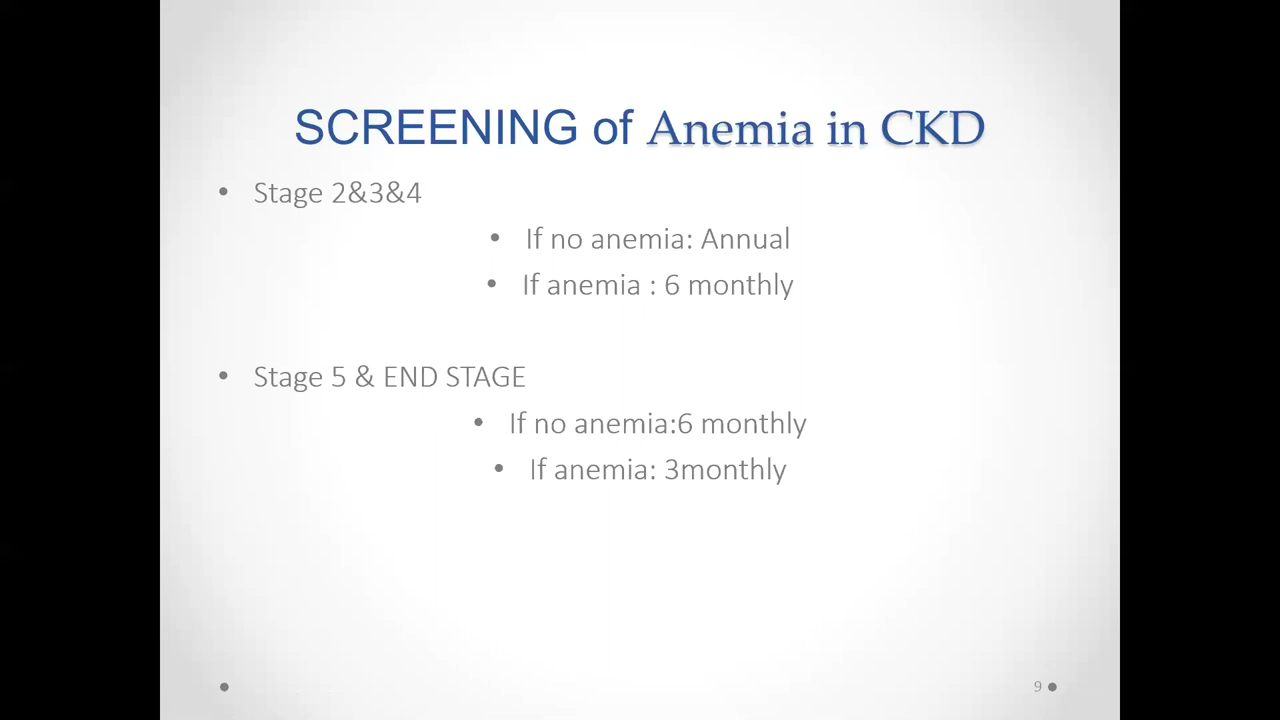 SCREENING of Anemia in CKD
• Stage 2&3&4
• If no anemia: Annual
• If anemia : 6 monthly
• Stage 5 & END STAGE
• If no anemia:6 monthly
• If anemia: 3monthly
9